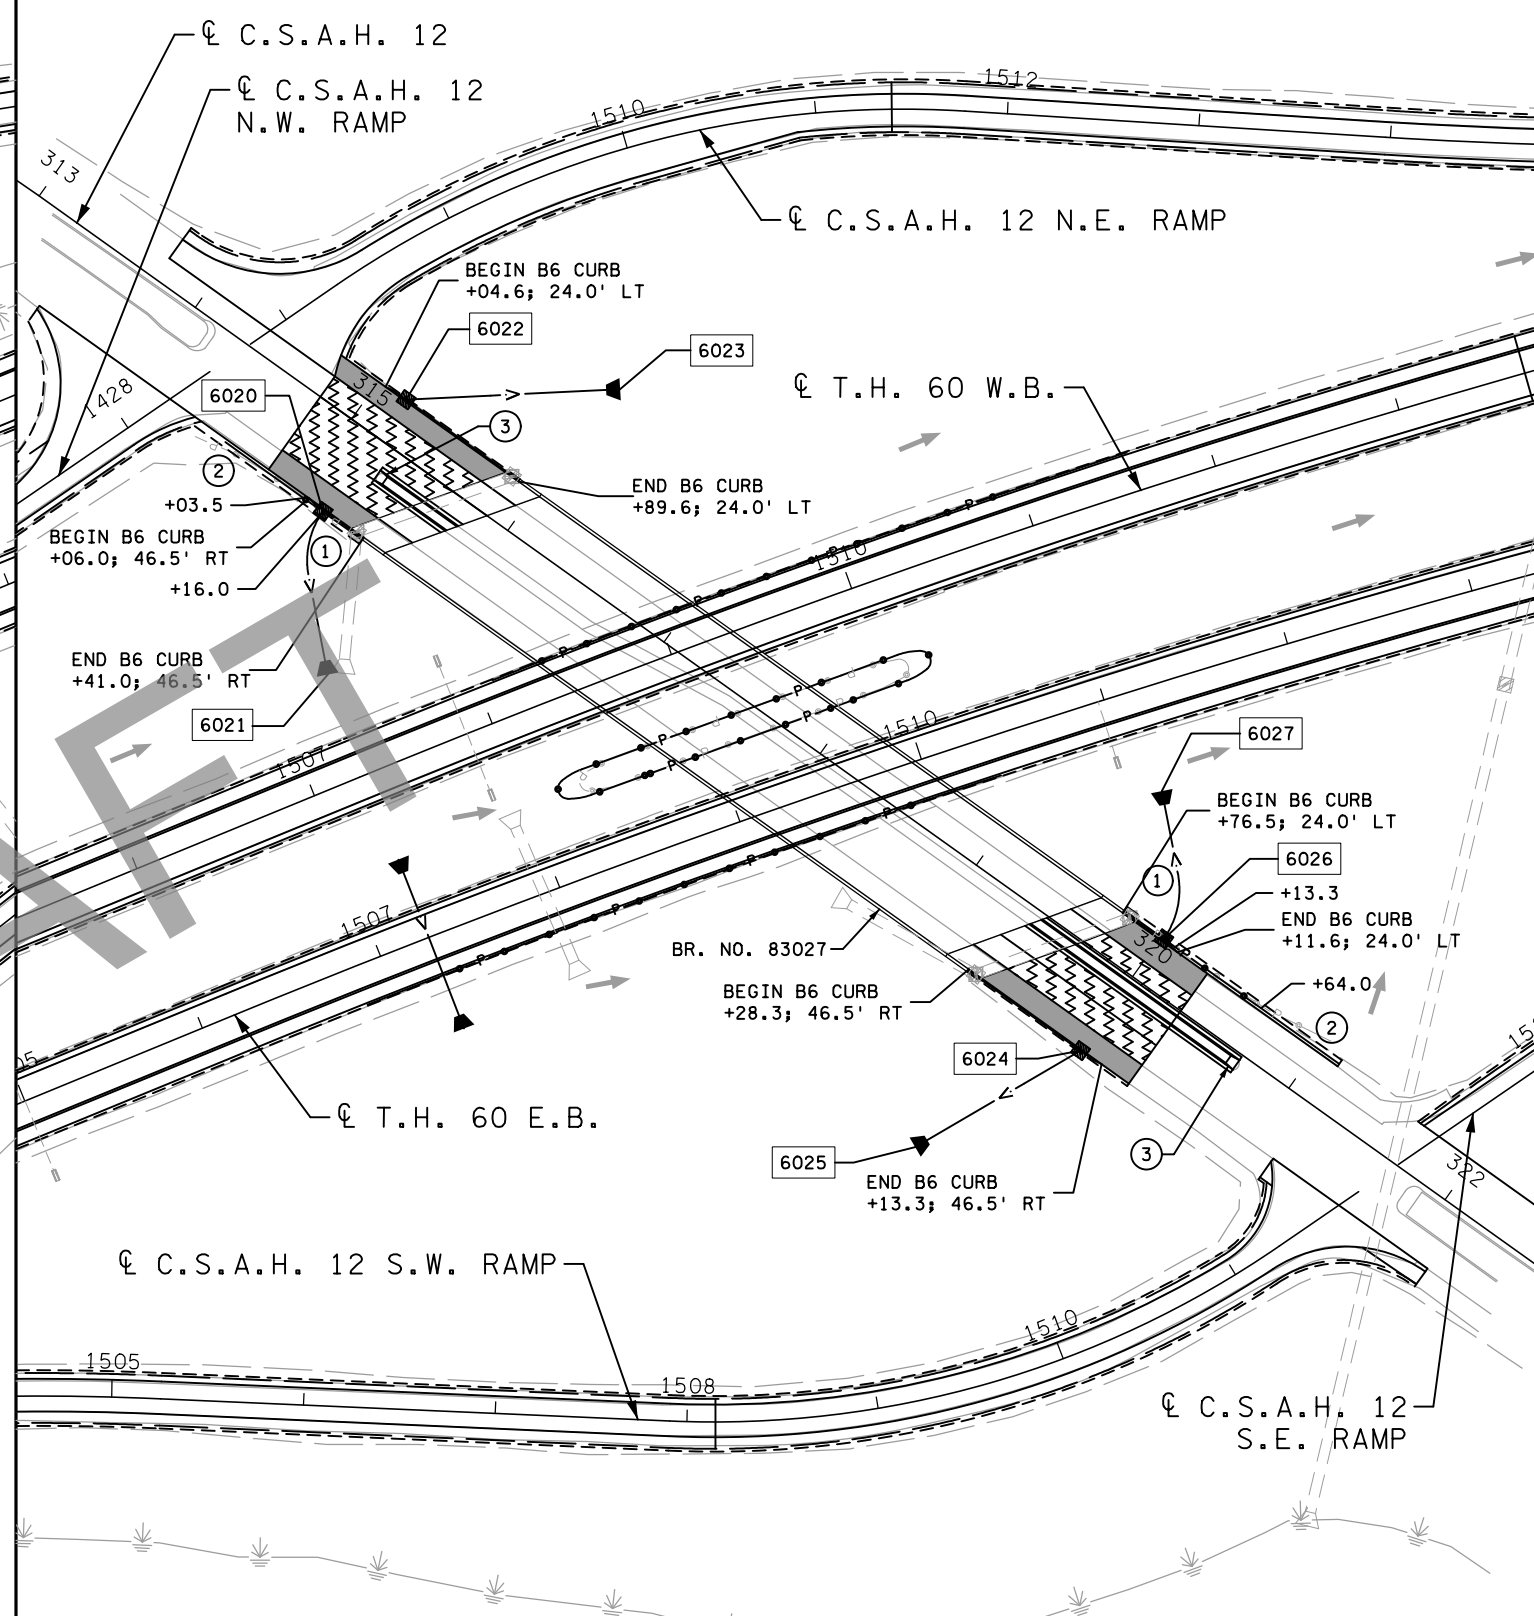 ℄ C.S.A.H. 12
℄ C.S.A.H. 12
N.W. RAMP
1512
1510
313
℄ C.S.A.H. 12 N.E. RAMP
BEGIN B6 CURB
+04.6; 24.0' LT
6022
6023
315
℄ T.H. 60 W.B.
1428
6020
3
2
END B6 CURB
+89.6; 24.0' LT
+03.5
P
BEGIN B6 CURB
+06.0; 46.5' RT
1
P
1510
+16.0
P
P
END B6 CURB
+41.0; 46.5' RT
P
6021
P
P
P
1510
6027
1507
AFT
BEGIN B6 CURB
+76.5; 24.0' LT
P
6026
P
1
+13.3
1507
P
END B6 CURB
+11.6; 24.0' LT
BR. NO. 83027
320
P
+64.0
BEGIN B6 CURB
+28.3; 46.5' RT
2
6024
℄ T.H. 60 E.B.
3
6025
322
END B6 CURB
+13.3; 46.5' RT
℄ C.S.A.H. 12 S.W. RAMP
1510
1505
1508
℄ C.S.A.H. 12
S.E. RAMP